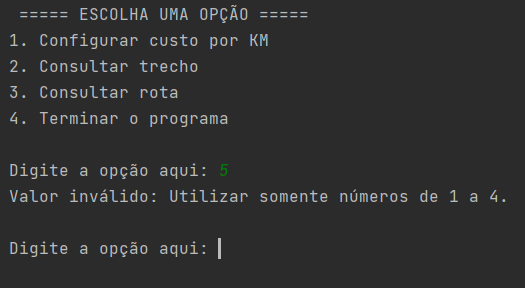 ===== ESCOLHA UMA OPÇÃO =====
1. Configurar custo por KM
2. Consultar trecho
3. Consultar rota
4. Terminar o programa
Digite a opção aqui: 5
Valor inválido: Utilizar somente números de 1 a 4.
Digite a opção aqui: